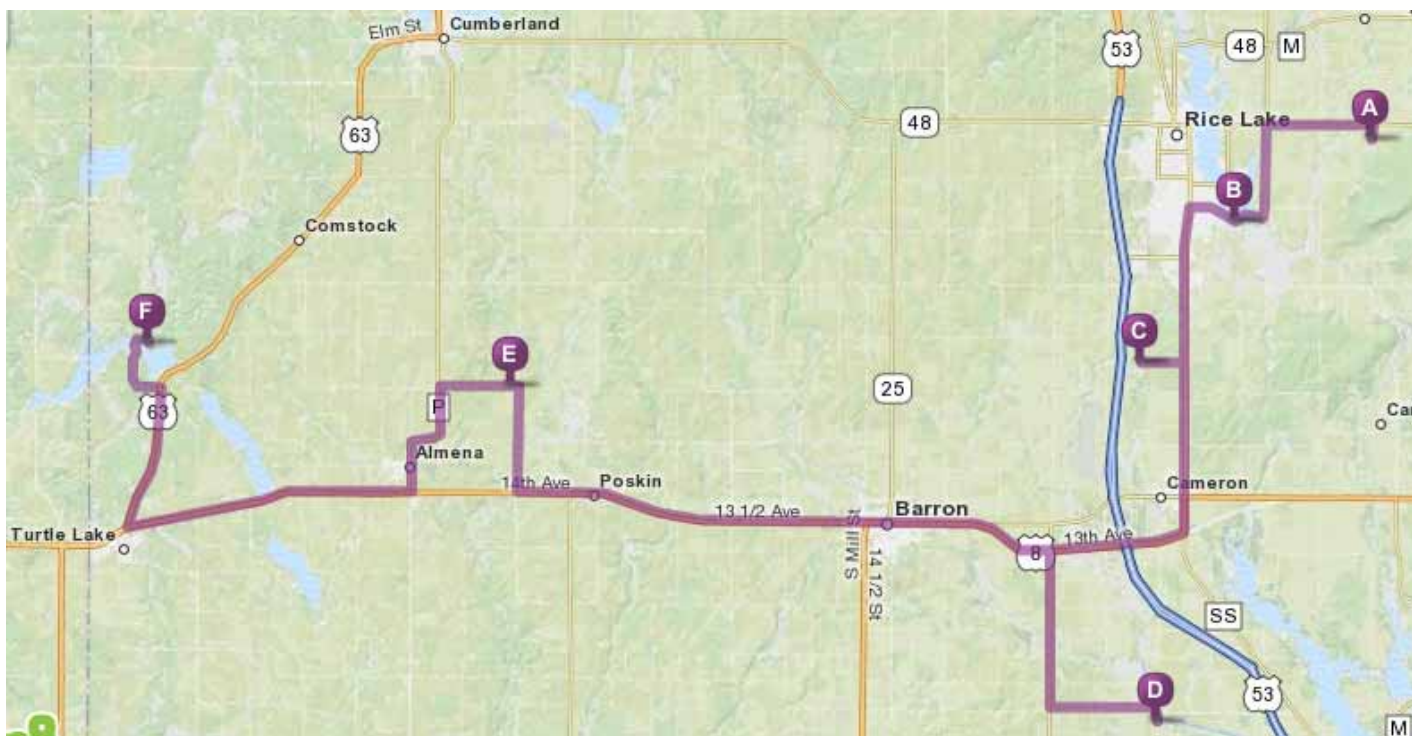 Elm St
Cumberland
53
48
M
63
48
A
Rice Lake
B
Comstock
F
C
E
25
63
P
Almena
14th Ave
Poskin
13 1/2 Ave
Barron
Cameron
13th Ave
8
Turtle Lake
S Mill St
14 1/2 St
SS
D
53
M